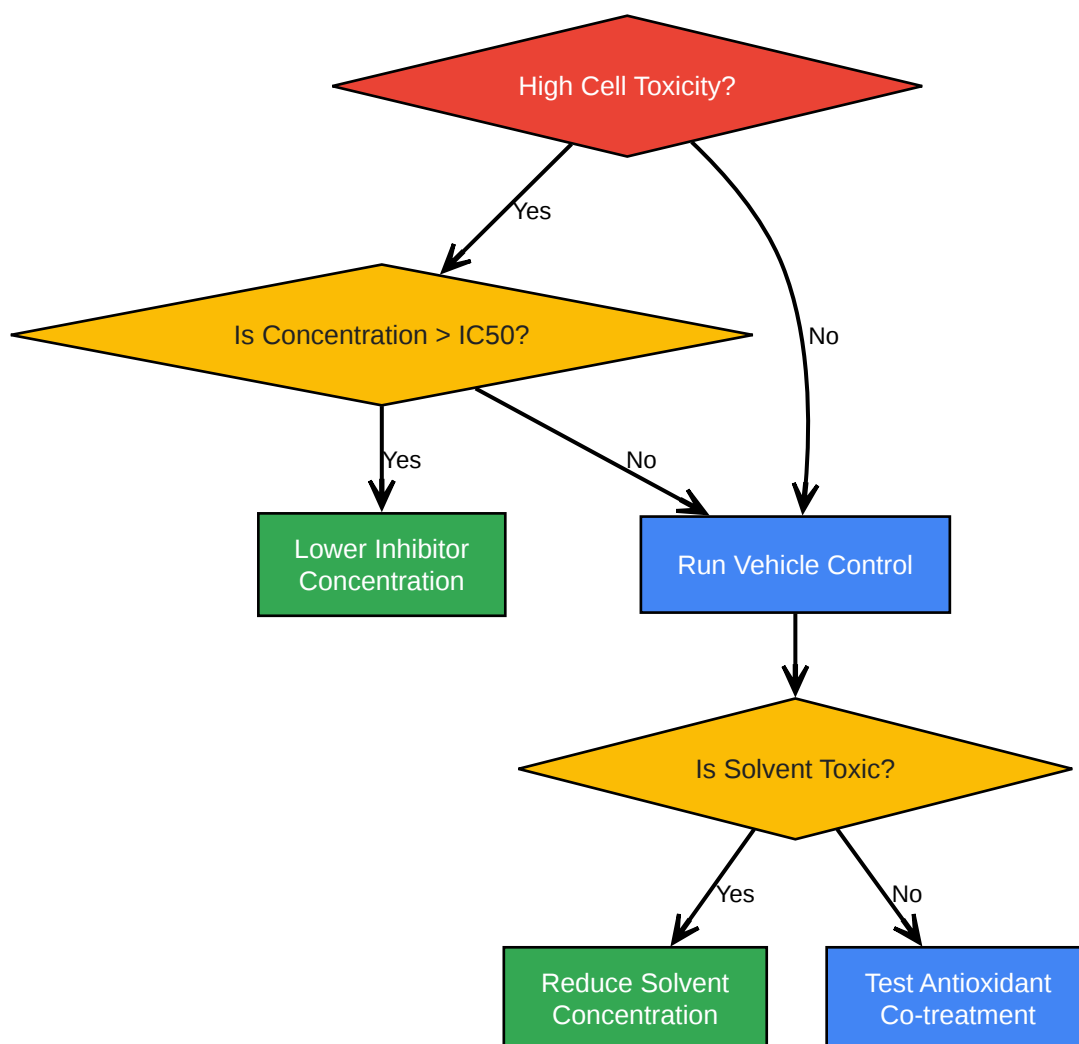 High Cell Toxicity?
Yes
Is Concentration > IC50?
No
Yes
No
Lower Inhibitor
Concentration
Run Vehicle Control
Is Solvent Toxic?
Yes
No
Reduce Solvent
Concentration
Test Antioxidant
Co-treatment